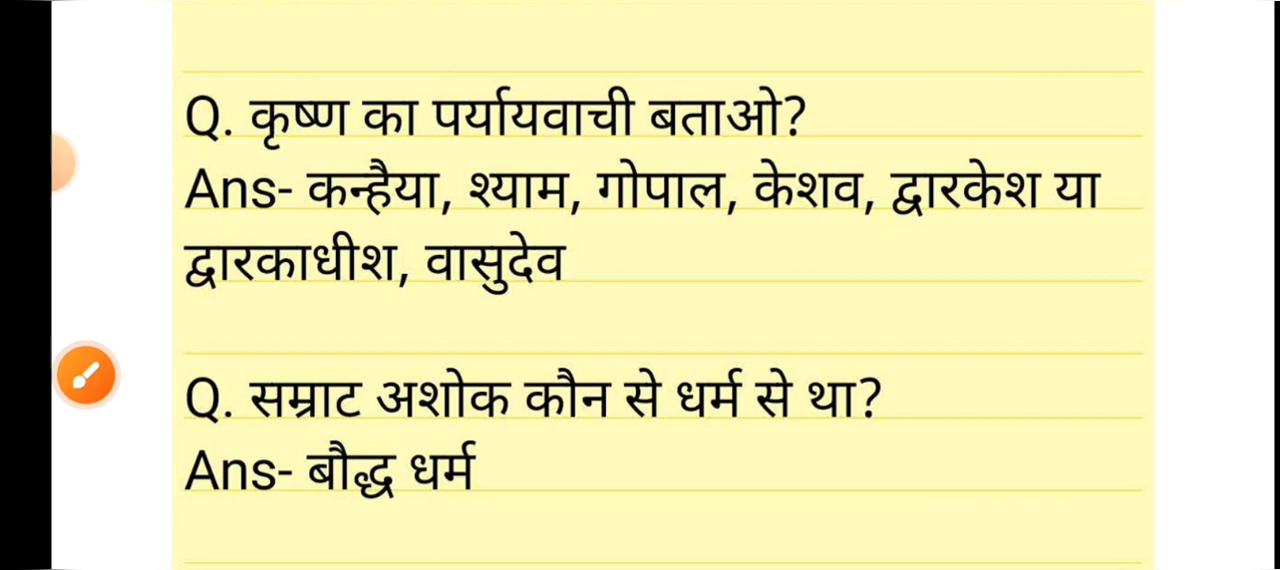 Q. कृष्ण का पर्यायवाची बताओ?
Ans- कन्हैया, श्याम, गोपाल, केशव, द्वारकेश या
द्वारकाधीश, वासुदेव
Q. सम्राट अशोक कौन से धर्म से था?
Ans- बौद्ध धर्म